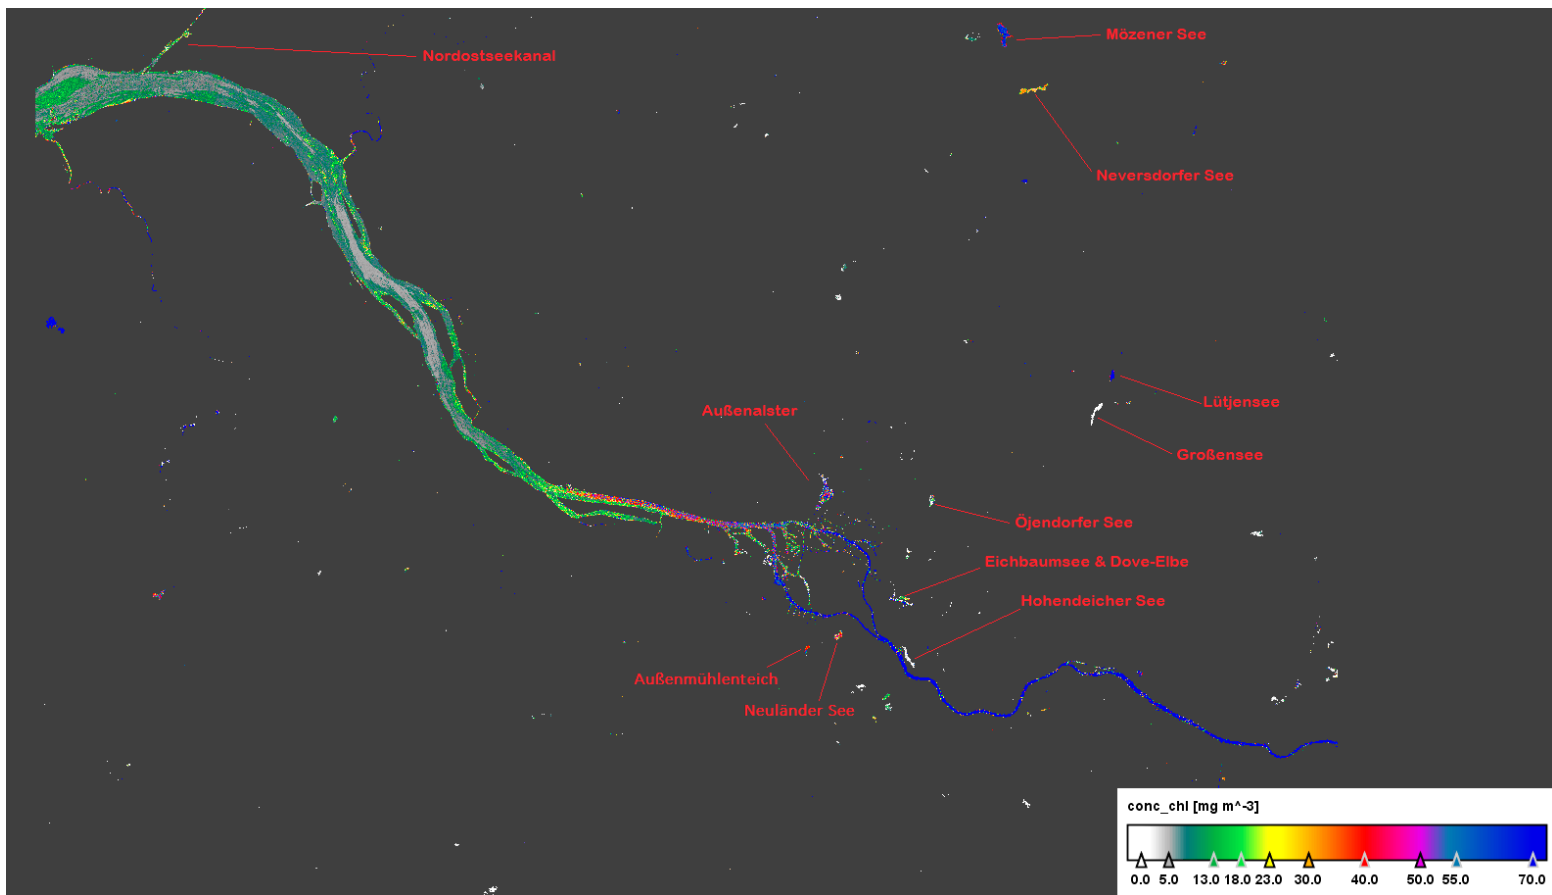 Mözener See
Nordostseekanal
Neversdorfer See
Lütjensee
Außenalster
Großensee
Öjendorfer See
Eichbaumsee & Dove-Elbe
Hohendeicher See
Außenmühlenteich
Neuländer See
conc_chl [mg m^-3]
0.0 5.0 13.0 18.0 23.0 30.0 40.0 50.0 55.0 70.0